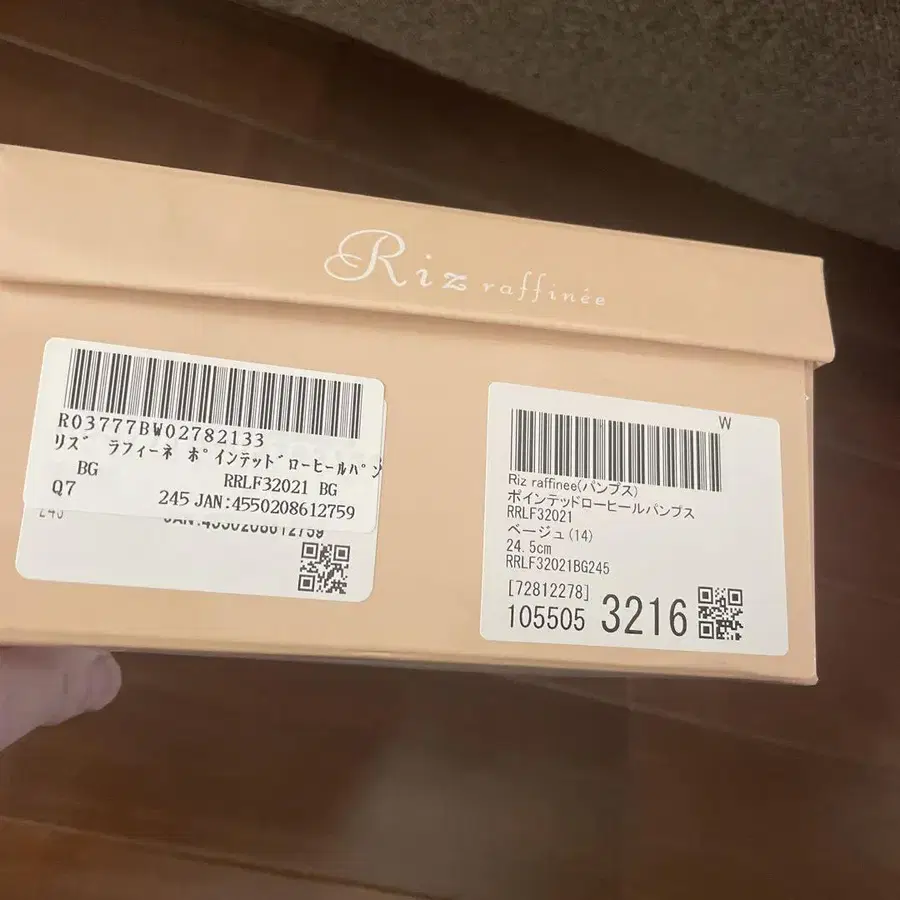 Riz raffinée
R03777BW02782133
ﾘｽﾞ ﾗﾌィーﾈ ﾎﾟｲﾝﾃｯﾄﾞﾛｰﾋｰﾙﾊﾟﾝ
BG
RRLF32021 BG
Q7
245 JAN:4550208612759
245 JAN:4550208612759
W
Riz raffinee(パンプス)
ポインテッドローヒールパンプス
RRLF32021
ベージュ(14)
24.5cm
RRLF32021BG245
[72812278]
105505 3216